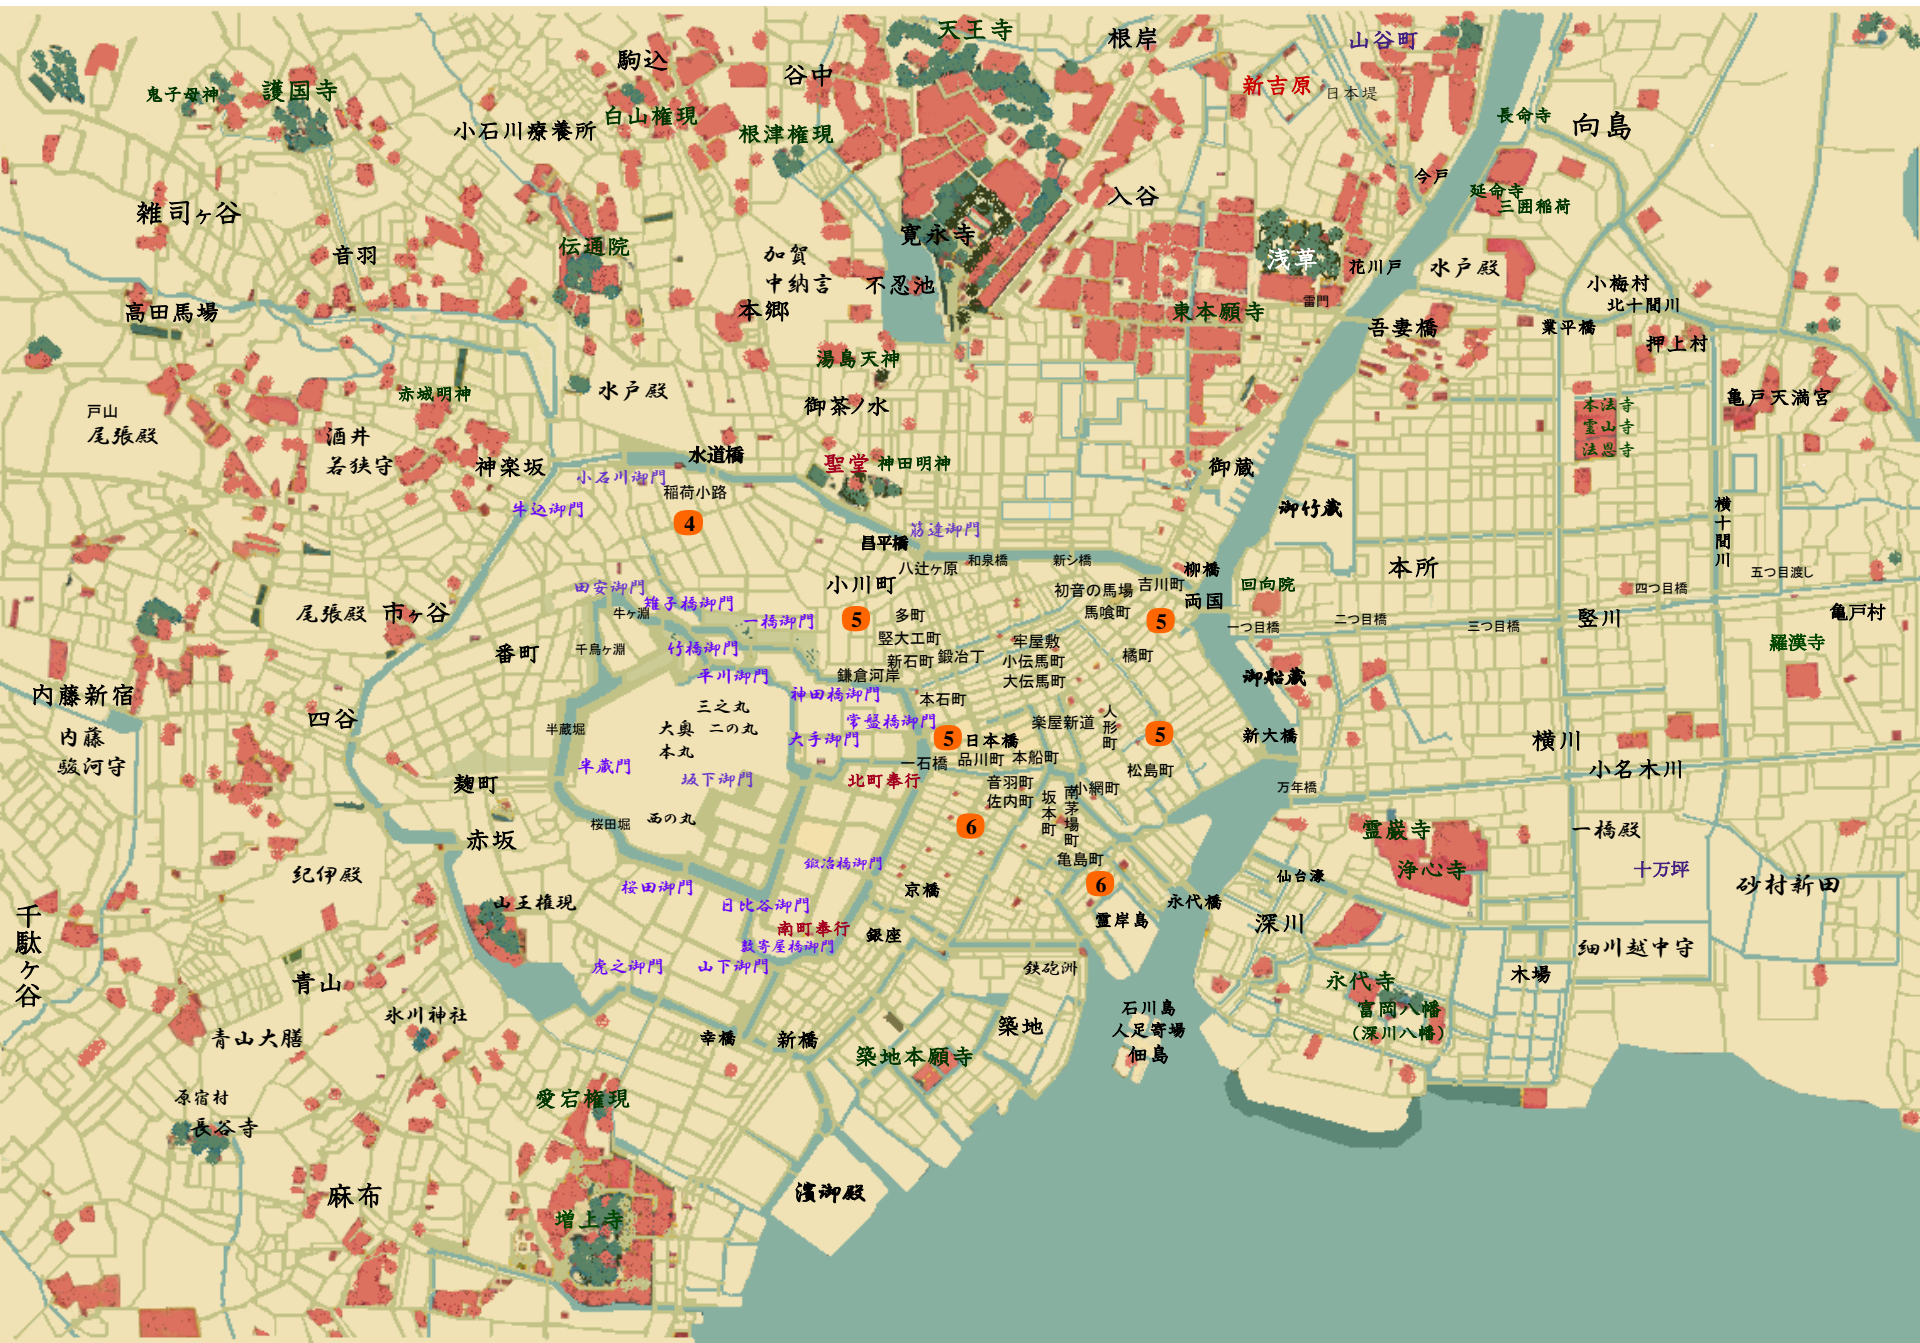 天王寺
根岸
山谷町
駒込
谷中
新吉原
日本堤
鬼子母神
護国寺
白山権現
小石川療養所
根津権現
長命寺
向島
今戸
延命寺
三囲稲荷
入谷
雑司ヶ谷
音羽
伝通院
加賀
中納言
寛永寺
不忍池
浅草
花川戸
水戸殿
小梅村
北十間川
高田馬場
本郷
東本願寺
雷門
吾妻橋
業平橋
押上村
湯島天神
赤城明神
水戸殿
御茶ノ水
戸山
尾張殿
酒井
若狭守
本法寺
霊山寺
法恩寺
亀戸天満宮
神楽坂
水道橋
聖堂
神田明神
御蔵
小石川御門
稲荷小路
牛込御門
4
御竹蔵
横十間川
筋違御門
昌平橋
八辻ヶ原
和泉橋
新シ橋
柳橋
本所
五つ目渡し
小川町
初音の馬場
吉川町
回向院
四つ目橋
田安御門
雉子橋御門
牛ヶ淵
一橋御門
5
多町
馬喰町
5
両国
一つ目橋
二つ目橋
三つ目橋
竪川
亀戸村
尾張殿
市ヶ谷
番町
千鳥ヶ淵
竹橋御門
竪大工町
新石町
鍛冶丁
牢屋敷
小伝馬町
大伝馬町
橘町
羅漢寺
平川御門
鎌倉河岸
御船蔵
内藤新宿
神田橋御門
本石町
四谷
三之丸
大奥
二の丸
本丸
常盤橋御門
大手御門
楽屋新道
人形町
5
内藤
駿河守
半蔵堀
5
日本橋
新大橋
横川
半蔵門
一石橋
品川町
本船町
松島町
小名木川
麹町
坂下御門
北町奉行
音羽町
佐内町
小網町
南茅場町
坂本町
万年橋
桜田堀
西の丸
6
霊巌寺
一橋殿
赤坂
鍛冶橋御門
亀島町
浄心寺
十万坪
紀伊殿
桜田御門
京橋
6
仙台濠
砂村新田
山王権現
日比谷御門
霊岸島
永代橋
千駄ヶ谷
南町奉行
銀座
深川
数寄屋橋御門
細川越中守
虎之御門
山下御門
鉄砲洲
木場
青山
永代寺
氷川神社
石川島
人足寄場
佃島
富岡八幡
(深川八幡)
築地
青山大膳
幸橋
新橋
築地本願寺
原宿村
長谷寺
愛宕権現
麻布
濱御殿
増上寺